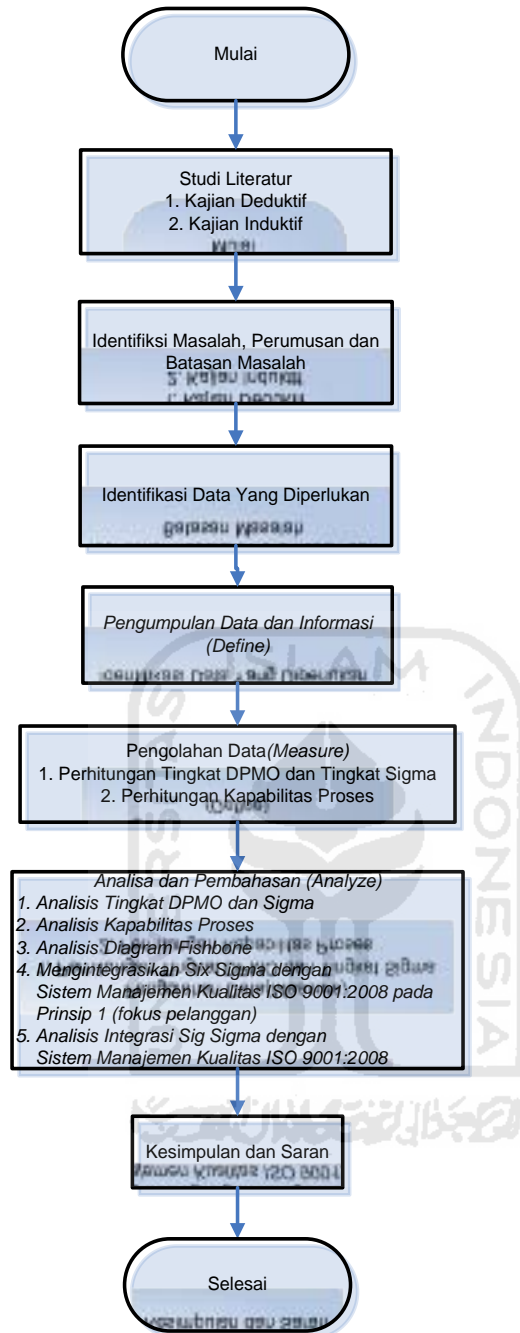 Mulai
Studi Literatur
1. Kajian Deduktif
2. Kajian Induktif
Identifiksi Masalah, Perumusan dan
Batasan Masalah
Identifikasi Data Yang Diperlukan
Pengumpulan Data dan Informasi
(Define)
Pengolahan Data(Measure)
1. Perhitungan Tingkat DPMO dan Tingkat Sigma
2. Perhitungan Kapabilitas Proses
Analisa dan Pembahasan (Analyze)
1. Analisis Tingkat DPMO dan Sigma
2. Analisis Kapabilitas Proses
3. Analisis Diagram Fishbone
4. Mengintegrasikan Six Sigma dengan
Sistem Manajemen Kualitas ISO 9001:2008 pada
Prinsip 1 (fokus pelanggan)
5. Analisis Integrasi Sig Sigma dengan
Sistem Manajemen Kualitas ISO 9001:2008
Kesimpulan dan Saran
Selesai